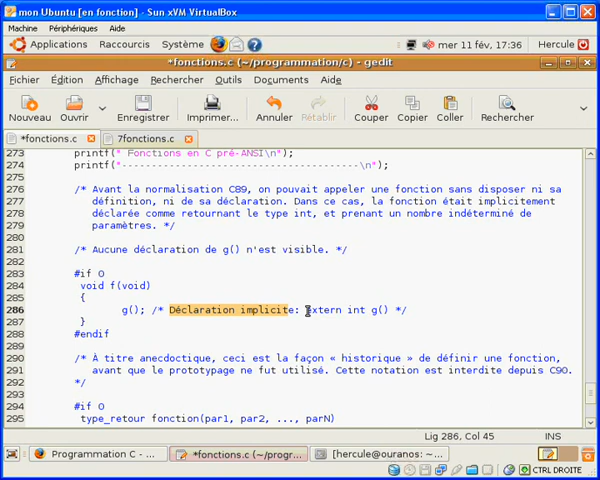 mon Ubuntu [en fonction] - Sun xVM VirtualBox
Machine Périphériques Aide
Applications Raccourcis Système mer 11 fév, 17:36 Hercule
*fonctions.c (~/programmation/c) - gedit
Fichier Édition Affichage Rechercher Outils Documents Aide
Nouveau Ouvrir Enregistrer Imprimer... Annuler Rétablir Couper Copier Coller Rechercher
*fonctions.c 7fonctions.c
273 printf(" Fonctions en C pré-ANSI\n");
274 printf("---------------------------------------\n");
275
276 /* Avant la normalisation C89, on pouvait appeler une fonction sans disposer ni sa
277 définition, ni de sa déclaration. Dans ce cas, la fonction était implicitement
278 déclarée comme retournant le type int, et prenant un nombre indéterminé de
279 paramètres. */
280
281 /* Aucune déclaration de g() n'est visible. */
282
283 #if 0
284 void f(void)
285 {
286 g(); /* Déclaration implicite: extern int g() */
287 }
288 #endif
289
290 /* À titre anecdoctique, ceci est la façon « historique » de définir une fonction,
291 avant que le prototypage ne fut utilisé. Cette notation est interdite depuis C90.
292 */
293
294 #if 0
295 type_retour fonction(par1, par2, ..., parN)
Lig 286, Col 45 INS
Programmation C - ... *fonctions.c (~/progr... [hercule@ouranos: ~...
CTRL DROITE